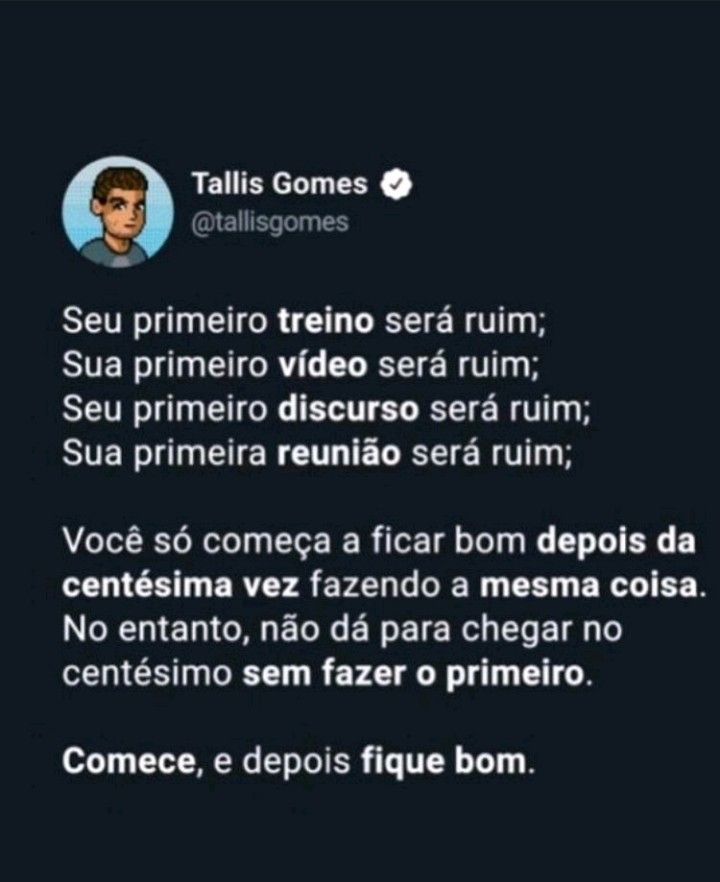 Tallis Gomes
@tallisgomes
Seu primeiro treino será ruim;
Sua primeiro vídeo será ruim;
Seu primeiro discurso será ruim;
Sua primeira reunião será ruim;
Você só começa a ficar bom depois da
centésima vez fazendo a mesma coisa.
No entanto, não dá para chegar no
centésimo sem fazer o primeiro.
Comece, e depois fique bom.